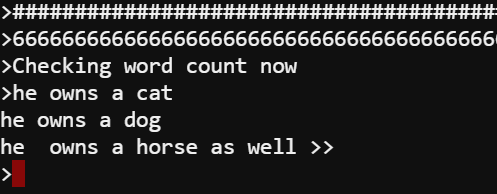 >#######################################
>666666666666666666666666666666666666666
>Checking word count now
>he owns a cat
he owns a dog
he  owns a horse as well >>
>